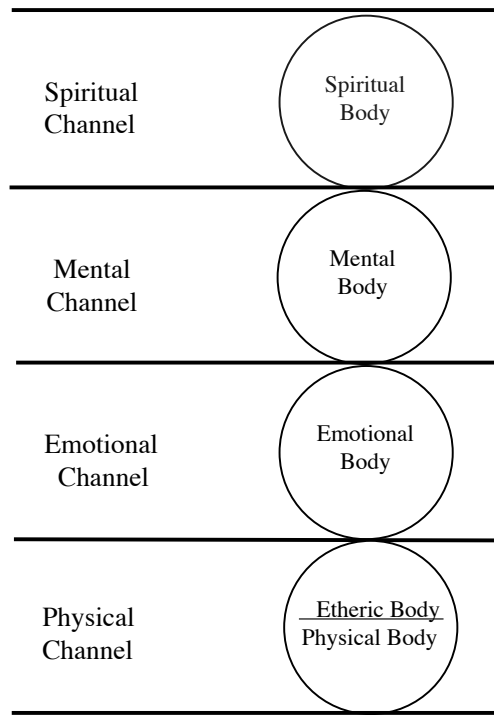 Spiritual
Channel
Spiritual
Body
Mental
Channel
Mental
Body
Emotional
Channel
Emotional
Body
Physical
Channel
Etheric Body
Physical Body